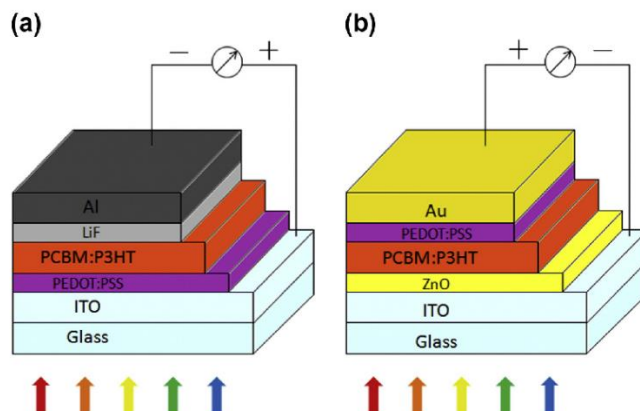 (a)
(b)
− +
+ −
Al
LiF
PCBM:P3HT
PEDOT:PSS
ITO
Glass
Au
PEDOT:PSS
PCBM:P3HT
ZnO
ITO
Glass